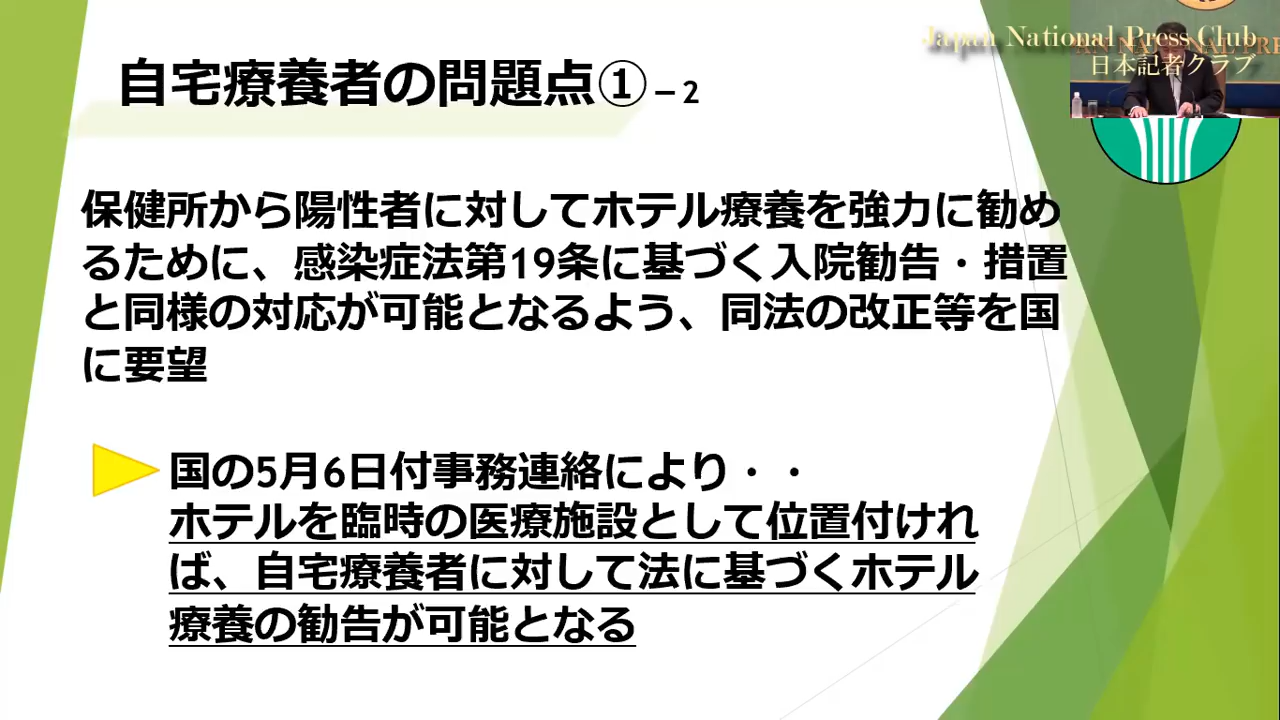 Japan National Press Club
日本記者クラブ
自宅療養者の問題点①–2
保健所から陽性者に対してホテル療養を強力に勧め
るために、感染症法第19条に基づく入院勧告・措置
と同様の対応が可能となるよう、同法の改正等を国
に要望
国の5月6日付事務連絡により・・
ホテルを臨時の医療施設として位置付けれ
ば、自宅療養者に対して法に基づくホテル
療養の勧告が可能となる